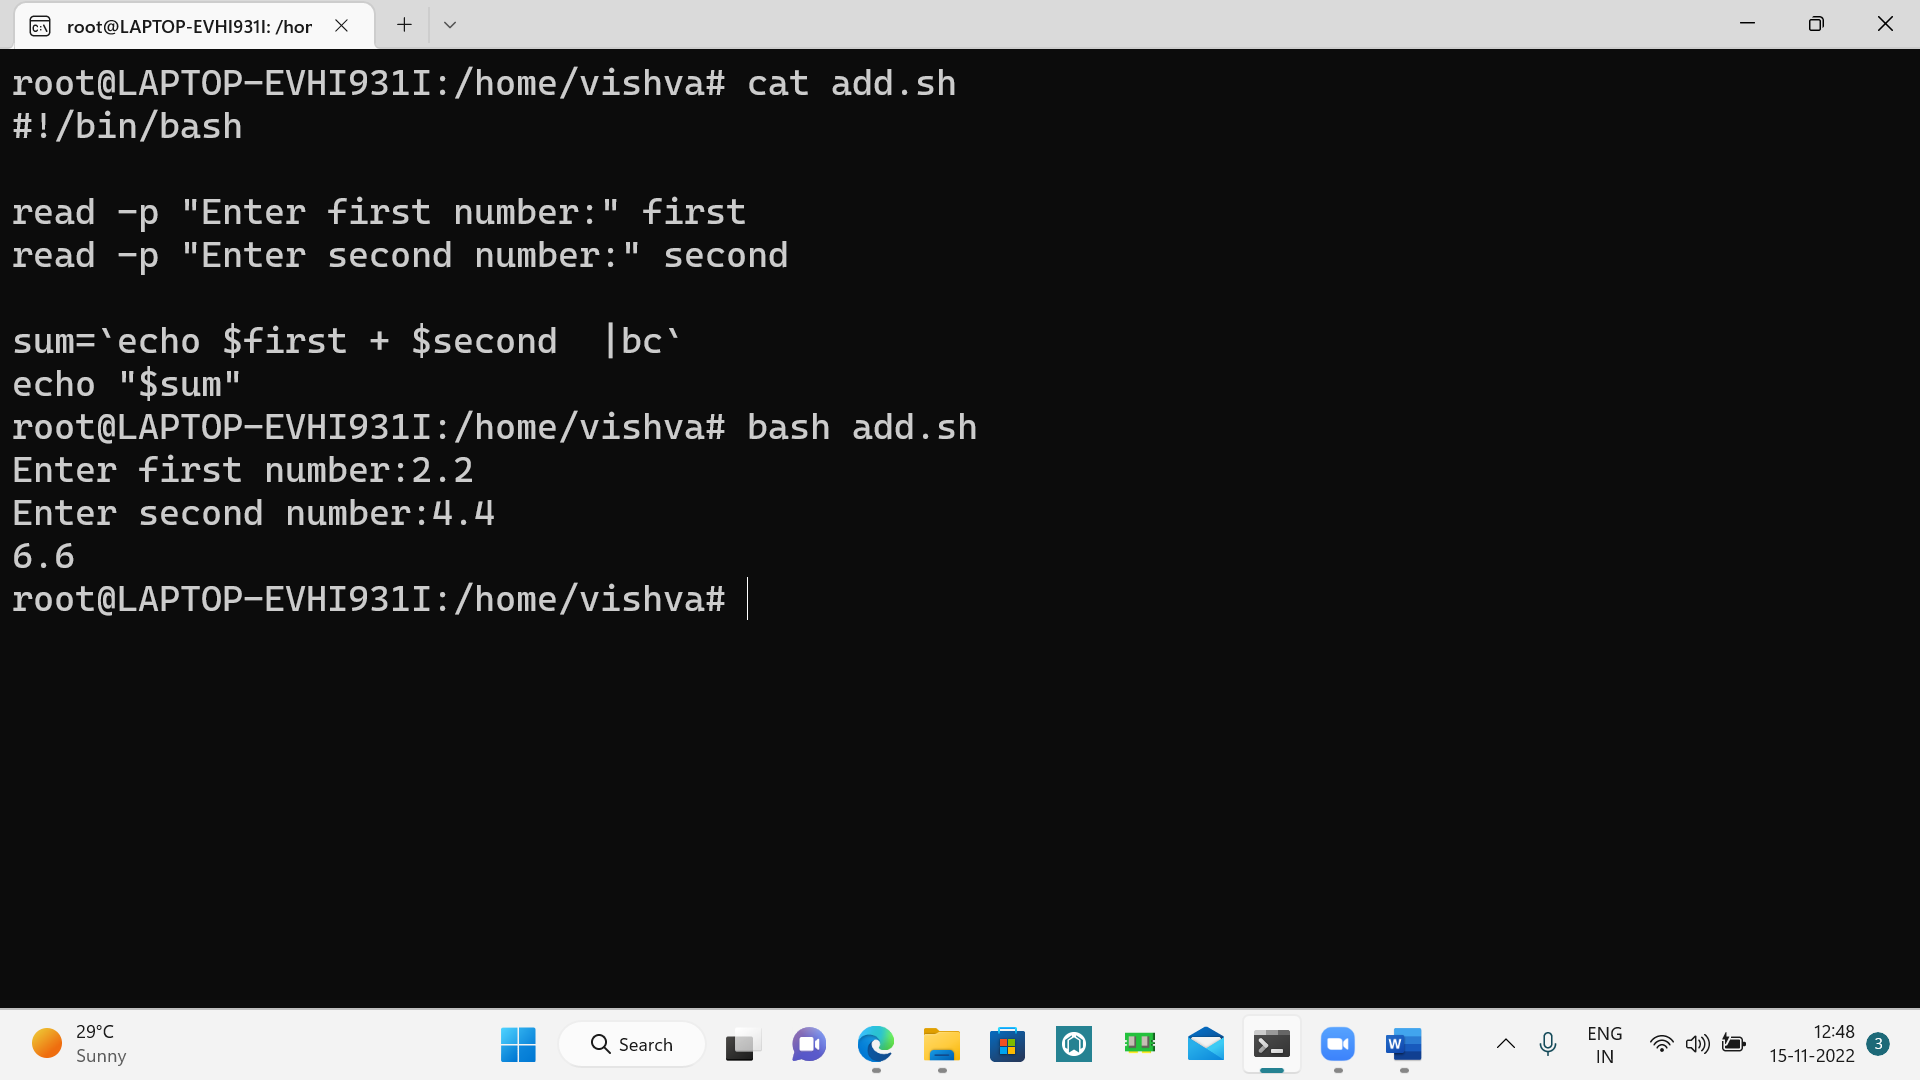 root@LAPTOP-EVHI931I: /hor
root@LAPTOP-EVHI931I:/home/vishva# cat add.sh
#!/bin/bash
read -p "Enter first number:" first
read -p "Enter second number:" second
sum=`echo $first + $second  |bc`
echo "$sum"
root@LAPTOP-EVHI931I:/home/vishva# bash add.sh
Enter first number:2.2
Enter second number:4.4
6.6
root@LAPTOP-EVHI931I:/home/vishva#
29°C
Sunny
Search
ENG
IN
12:48
15-11-2022
3